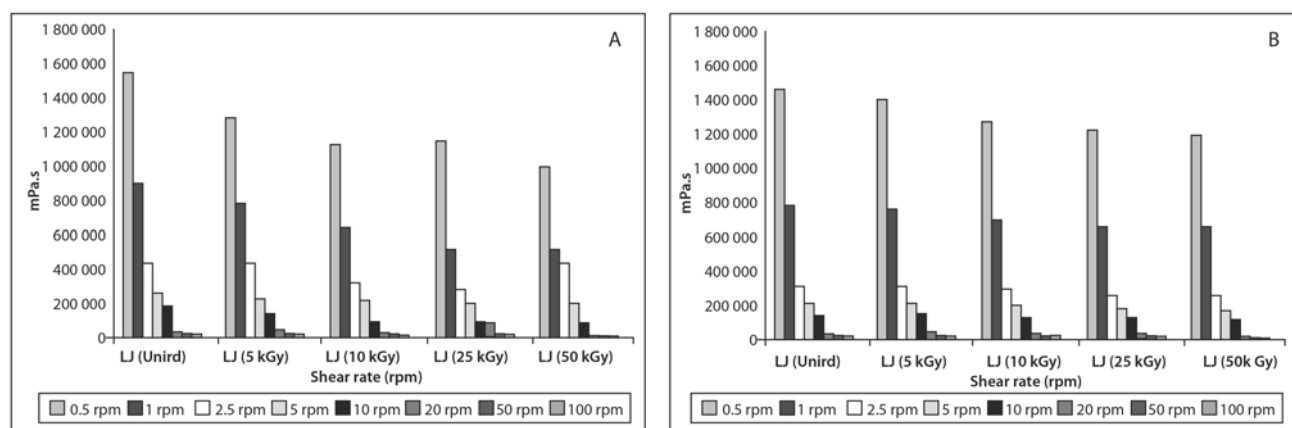 A
1 800 000
1 600 000
1 400 000
1 200 000
1 000 000
800 000
600 000
400 000
200 000
0
mPa.s
LJ (Unird) LJ (5 kGy) LJ (10 kGy) LJ (25 kGy) LJ (50 kGy)
Shear rate (rpm)
0.5 rpm 1 rpm 2.5 rpm 5 rpm 10 rpm 20 rpm 50 rpm 100 rpm
B
1 800 000
1 600 000
1 400 000
1 200 000
1 000 000
800 000
600 000
400 000
200 000
0
mPa.s
LJ (Unird) LJ (5 kGy) LJ (10 kGy) LJ (25 kGy) LJ (50k Gy)
Shear rate (rpm)
0.5 rpm 1 rpm 2.5 rpm 5 rpm 10 rpm 20 rpm 50 rpm 100 rpm